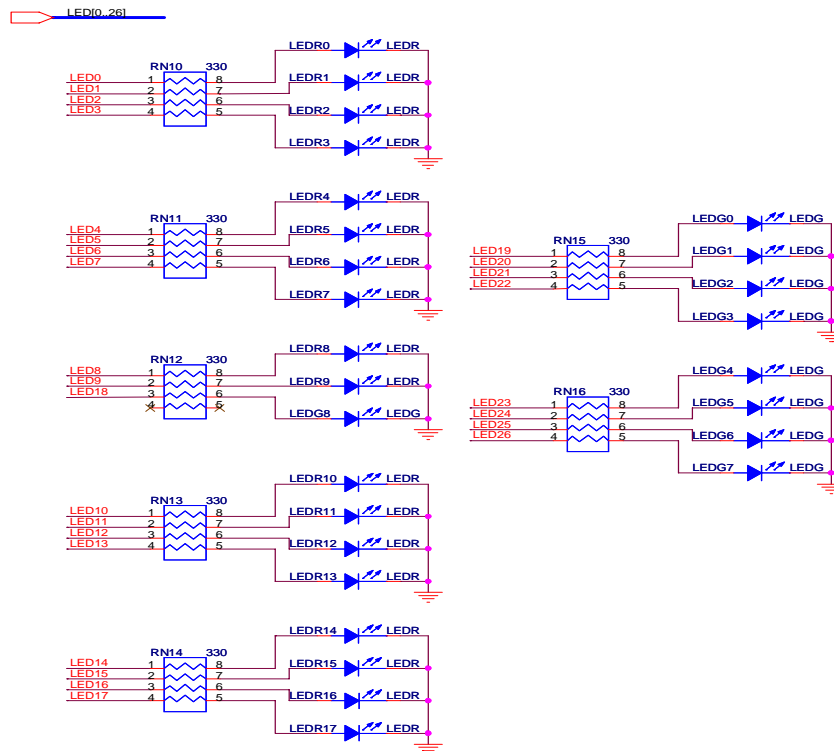 LED[0..26]
RN10 330
LED0 1 8 LEDR0 LEDR
LED1 2 7 LEDR1 LEDR
LED2 3 6 LEDR2 LEDR
LED3 4 5 LEDR3 LEDR
RN11 330
LED4 1 8 LEDR4 LEDR
LED5 2 7 LEDR5 LEDR
LED6 3 6 LEDR6 LEDR
LED7 4 5 LEDR7 LEDR
RN12 330
LED8 1 8 LEDR8 LEDR
LED9 2 7 LEDR9 LEDR
LED18 3 6 LEDG8 LEDG
4 5
RN13 330
LED10 1 8 LEDR10 LEDR
LED11 2 7 LEDR11 LEDR
LED12 3 6 LEDR12 LEDR
LED13 4 5 LEDR13 LEDR
RN14 330
LED14 1 8 LEDR14 LEDR
LED15 2 7 LEDR15 LEDR
LED16 3 6 LEDR16 LEDR
LED17 4 5 LEDR17 LEDR
RN15 330
LED19 1 8 LEDG0 LEDG
LED20 2 7 LEDG1 LEDG
LED21 3 6 LEDG2 LEDG
LED22 4 5 LEDG3 LEDG
RN16 330
LED23 1 8 LEDG4 LEDG
LED24 2 7 LEDG5 LEDG
LED25 3 6 LEDG6 LEDG
LED26 4 5 LEDG7 LEDG